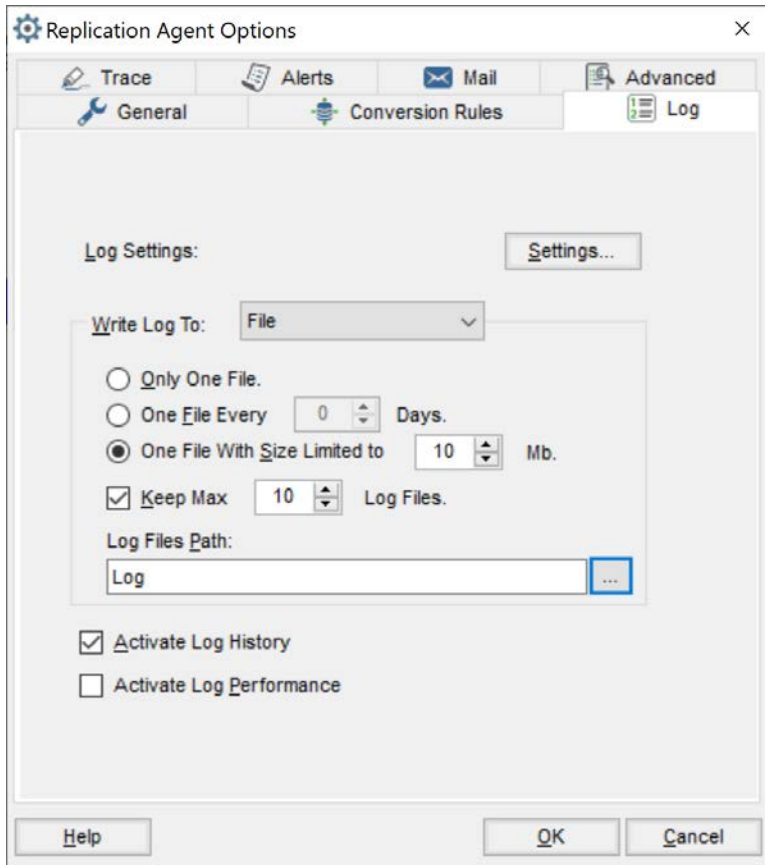 Replication Agent Options
Trace Alerts Mail Advanced
General Conversion Rules Log
Log Settings: Settings...
Write Log To: File
Only One File.
One File Every 0 Days.
One File With Size Limited to 10 Mb.
Keep Max 10 Log Files.
Log Files Path:
Log ...
Activate Log History
Activate Log Performance
Help OK Cancel